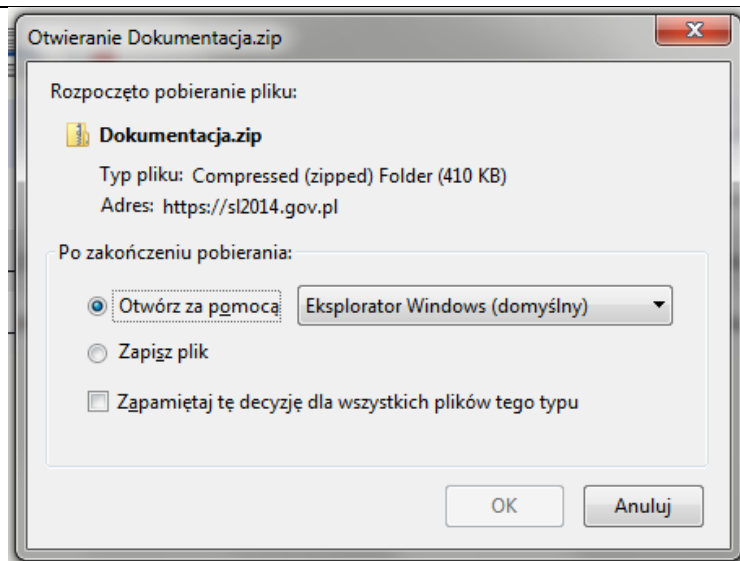 Otwieranie Dokumentacja.zip
Rozpoczęto pobieranie pliku:
Dokumentacja.zip
Typ pliku: Compressed (zipped) Folder (410 KB)
Adres: https://sl2014.gov.pl
Po zakończeniu pobierania:
Otwórz za pomocą Eksplorator Windows (domyślny)
Zapisz plik
Zapamiętaj tę decyzję dla wszystkich plików tego typu
OK Anuluj